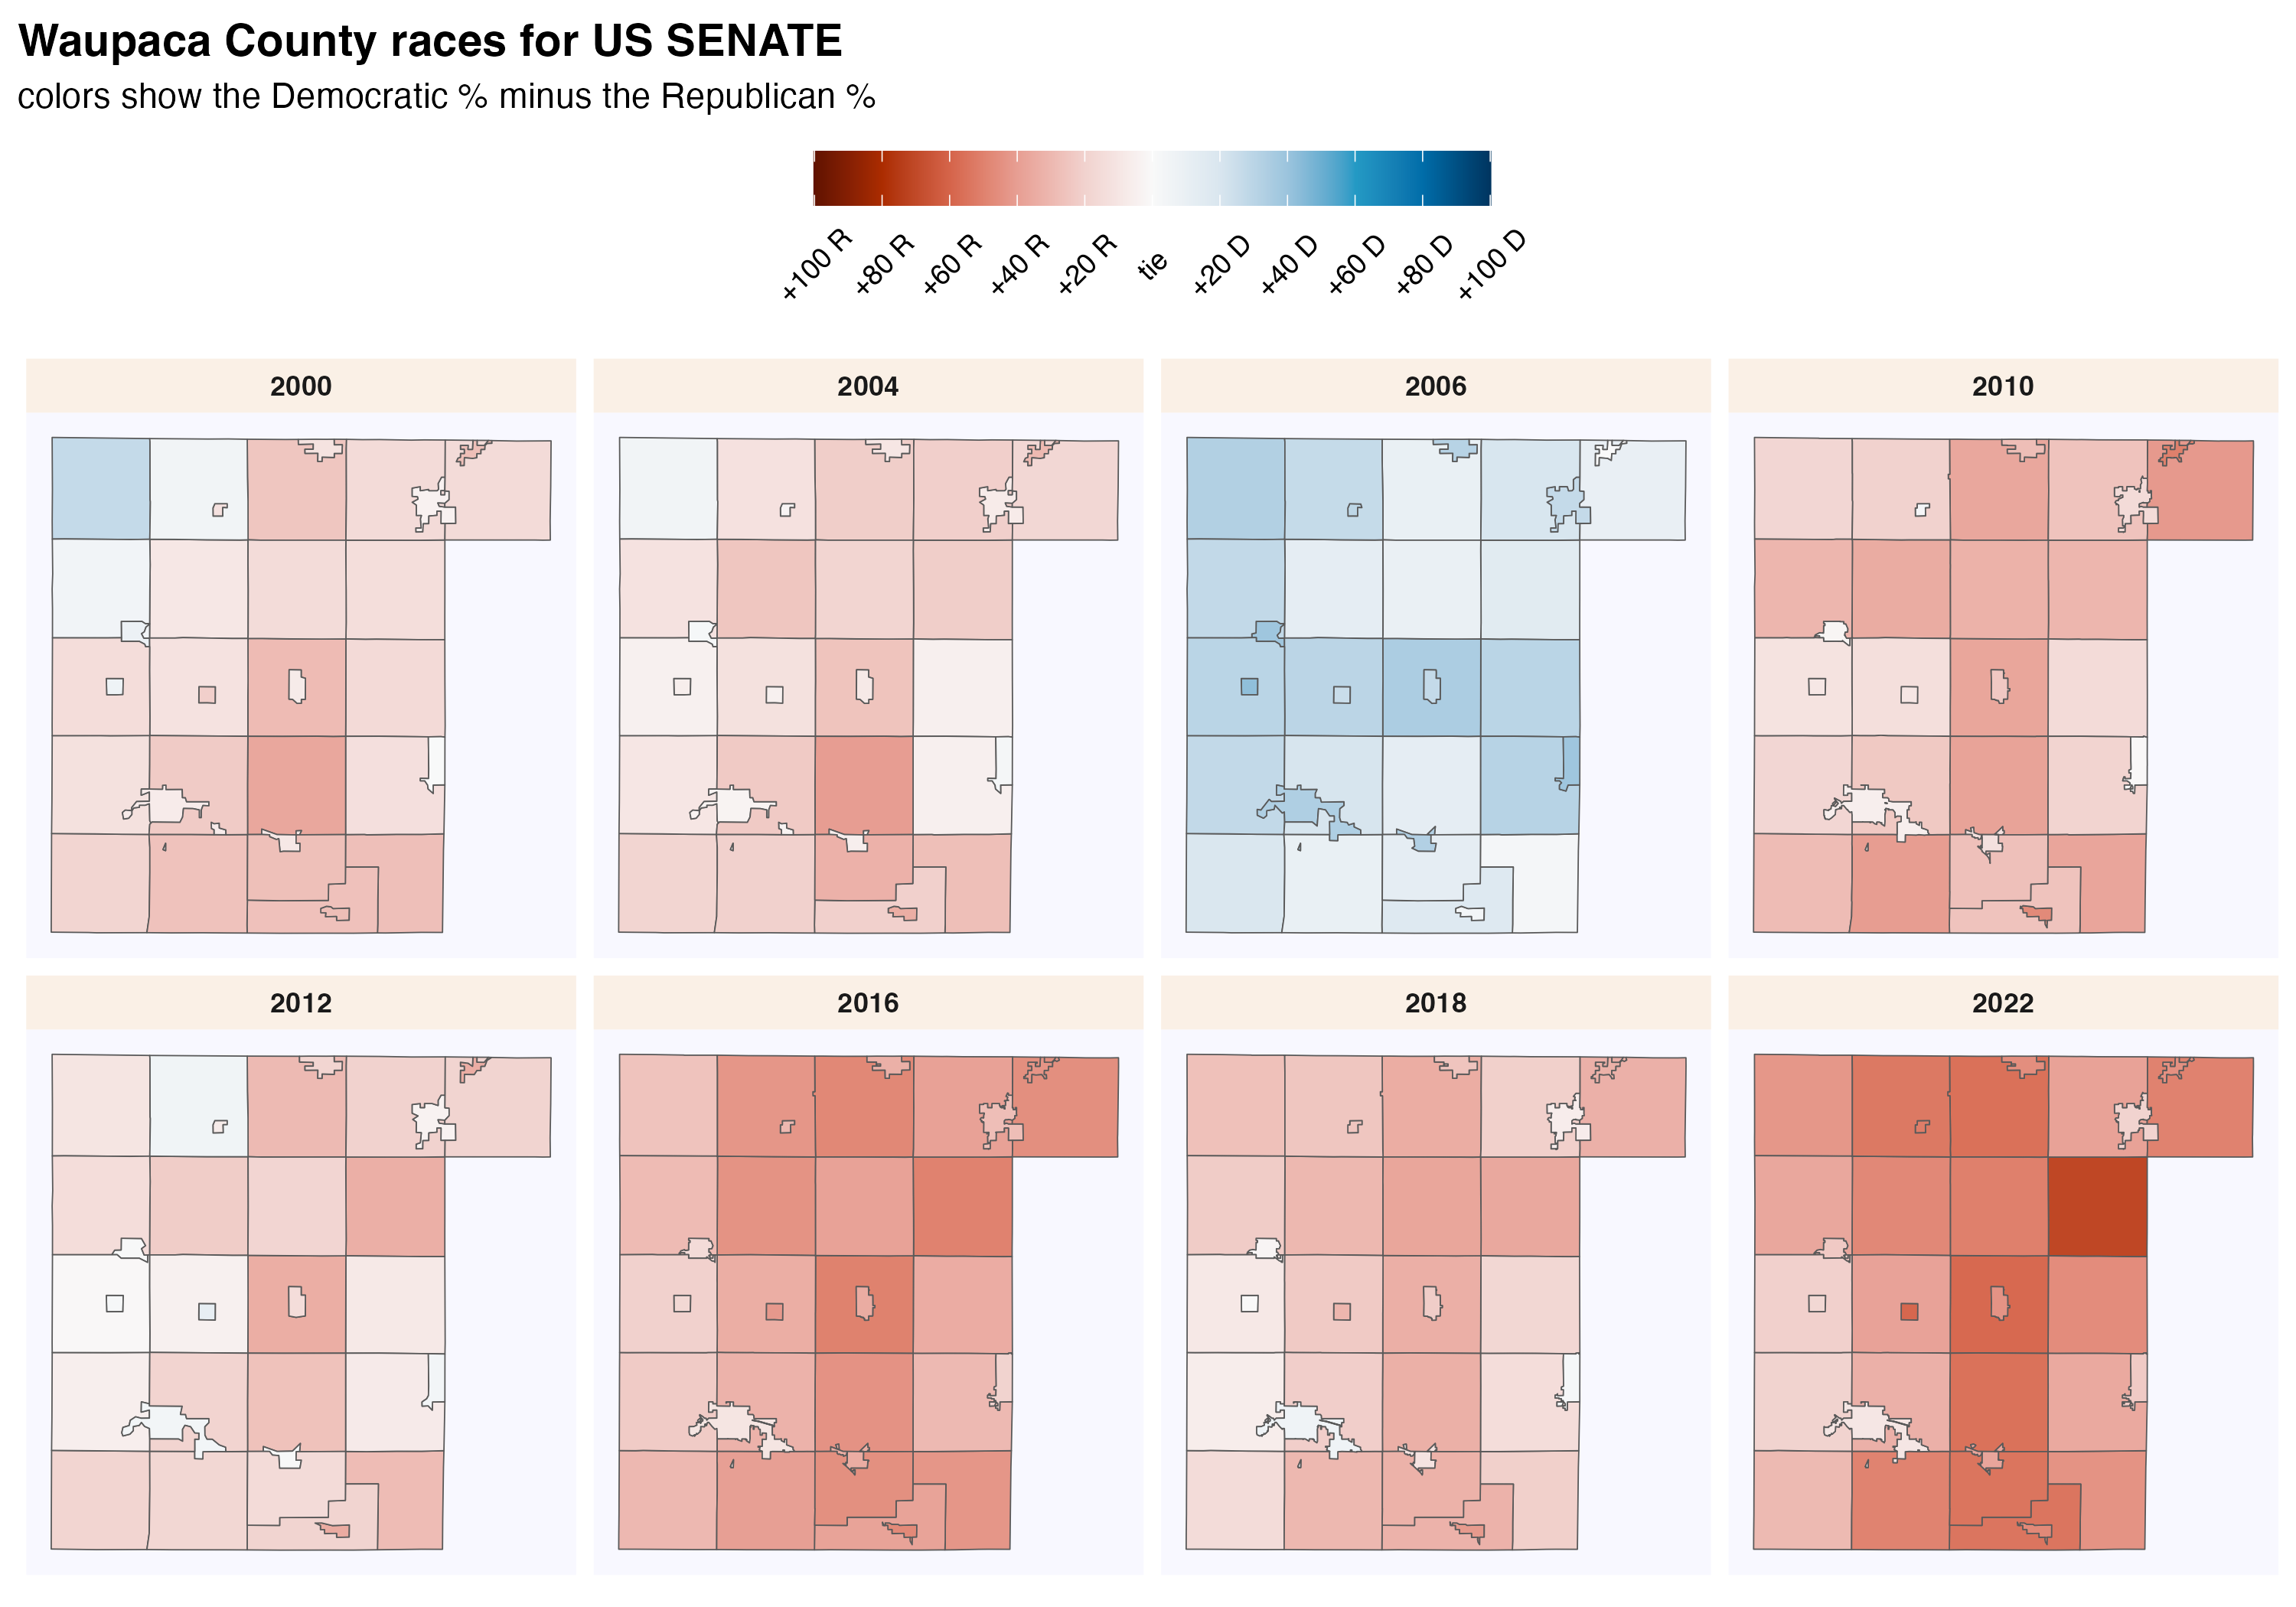 Waupaca County races for US SENATE
colors show the Democratic % minus the Republican %
+100 R +80 R +60 R +40 R +20 R tie +20 D +40 D +60 D +80 D +100 D
2000 2004 2006 2010
2012 2016 2018 2022